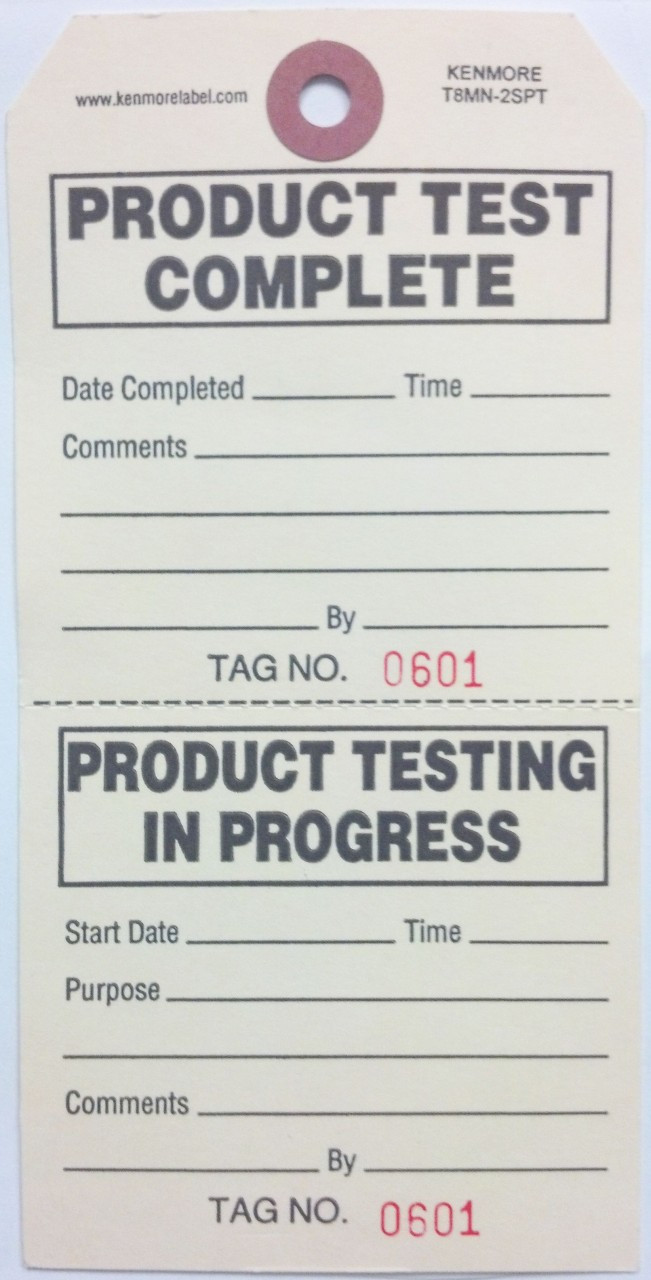 www.kenmorelabel.com
KENMORE
T8MN-2SPT
PRODUCT TEST
COMPLETE
Date Completed Time
Comments
By
TAG NO. 0601
PRODUCT TESTING
IN PROGRESS
Start Date Time
Purpose
Comments
By
TAG NO. 0601